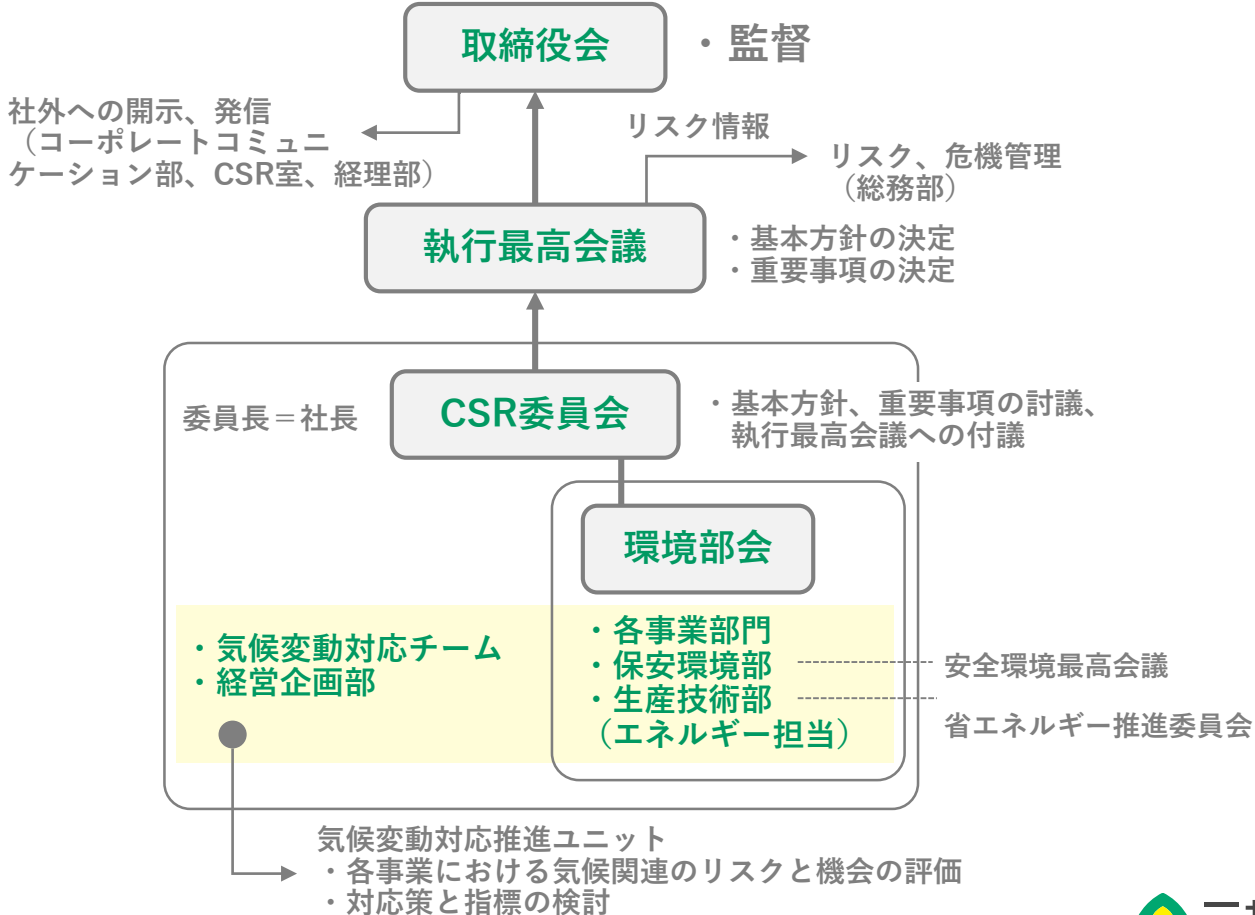 取締役会
・監督
社外への開示、発信
（コーポレートコミュニ
ケーション部、CSR室、経理部）
リスク情報
リスク、危機管理
（総務部）
執行最高会議
・基本方針の決定
・重要事項の決定
委員長＝社長
CSR委員会
・基本方針、重要事項の討議、
執行最高会議への付議
環境部会
・気候変動対応チーム
・経営企画部
・各事業部門
・保安環境部
・生産技術部
（エネルギー担当）
安全環境最高会議
省エネルギー推進委員会
気候変動対応推進ユニット
・各事業における気候関連のリスクと機会の評価
・対応策と指標の検討